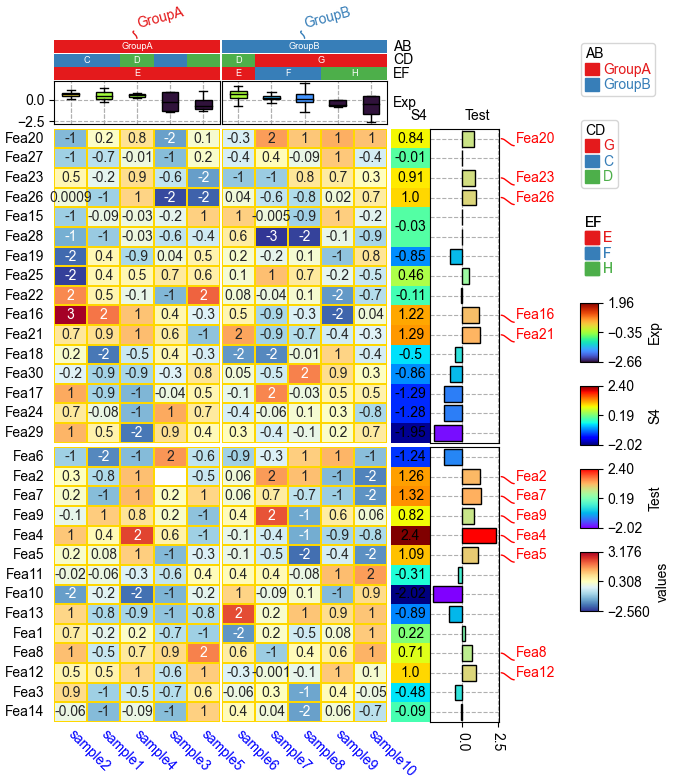 GroupA
GroupB
GroupA GroupB AB
C D D G CD
E E F H EF
0.0
-2.5
Exp
S4 Test
Fea20 -1 0.2 0.8 -2 0.1 -0.3 2 1 1 1 0.84 Fea20
Fea27 -1 -0.7 -0.01 -1 0.2 -0.4 0.4 -0.09 1 -0.4 -0.01
Fea23 0.5 -0.2 0.9 -0.6 -2 -1 -1 0.8 0.7 0.3 0.91 Fea23
Fea26 0.0009 -1 1 -2 -2 0.04 -0.6 -0.8 0.02 0.7 1.0 Fea26
Fea15 -1 -0.09 -0.03 -0.2 1 1 -0.005 -0.9 1 -0.2
-0.03
Fea28 -1 -1 -0.03 -0.6 -0.4 0.6 -3 -2 -0.1 -0.9
Fea19 -2 0.4 -0.9 0.04 0.5 0.2 -0.2 0.1 -1 0.8 -0.85
Fea25 -2 0.4 0.5 0.7 0.6 0.1 1 0.7 -0.2 -0.5 0.46
Fea22 2 0.5 -0.1 -1 2 0.08 -0.04 0.1 -2 -0.7 -0.11
Fea16 3 2 1 0.4 -0.3 0.5 -0.9 -0.3 -2 0.04 1.22 Fea16
Fea21 0.7 0.9 1 0.6 -1 2 -0.9 -0.7 -0.4 -0.3 1.29 Fea21
Fea18 0.2 -2 -0.5 0.4 -0.3 -2 -2 -0.01 1 -0.4 -0.5
Fea30 -0.2 -0.9 -0.9 -0.3 0.8 0.05 -0.5 2 0.9 0.3 -0.86
Fea17 1 -0.9 -1 -0.04 0.5 -0.1 2 -0.03 0.5 0.5 -1.29
Fea24 0.7 -0.08 -1 1 0.7 -0.4 -0.06 0.1 0.3 -0.8 -1.28
Fea29 1 0.5 -2 0.9 0.4 0.3 -0.4 -0.1 0.2 0.7 -1.95
Fea6 -1 -2 -1 2 -0.6 -0.9 -0.3 1 1 -1 -1.24
Fea2 0.3 -0.8 1 -0.5 0.06 2 1 -1 -2 1.26 Fea2
Fea7 0.2 -1 1 0.2 1 0.06 0.7 -0.7 -1 -2 1.32 Fea7
Fea9 -0.1 1 0.8 0.2 -1 0.4 2 -1 0.6 0.06 0.82 Fea9
Fea4 1 0.4 2 0.6 -1 -0.1 -0.4 -1 -0.9 -0.8 2.4 Fea4
Fea5 0.2 0.08 1 -1 -0.3 -0.1 -0.5 -2 -0.4 -2 1.09 Fea5
Fea11 -0.02 -0.06 -0.3 -0.6 0.4 0.4 0.4 -0.08 1 2 -0.31
Fea10 -2 -0.2 -2 -1 -0.2 1 -0.09 0.1 -1 0.9 -2.02
Fea13 1 -0.8 -0.9 -1 -0.8 2 0.2 1 0.9 1 -0.89
Fea1 0.7 -0.2 0.2 -0.7 -1 -2 0.2 -0.5 0.08 1 0.22
Fea8 1 -0.5 0.7 0.9 2 0.6 -1 0.4 0.6 1 0.71 Fea8
Fea12 0.5 0.5 1 -0.6 1 -0.3 -0.001 -0.1 1 0.1 1.0 Fea12
Fea3 0.9 -1 -0.5 -0.7 0.6 -0.06 0.3 -1 0.4 -0.05 -0.48
Fea14 -0.06 -1 -0.9 -1 1 -0.04 0.4 -2 0.06 -0.7 -0.09
sample2 sample1 sample4 sample3 sample5 sample6 sample7 sample8 sample9 sample10
0.0 2.5
AB
GroupA
GroupB
CD
G
C
D
EF
E
F
H
1.96
-0.35
-2.66
Exp
2.40
0.19
-2.02
S4
2.40
0.19
-2.02
Test
3.176
0.308
-2.560
values